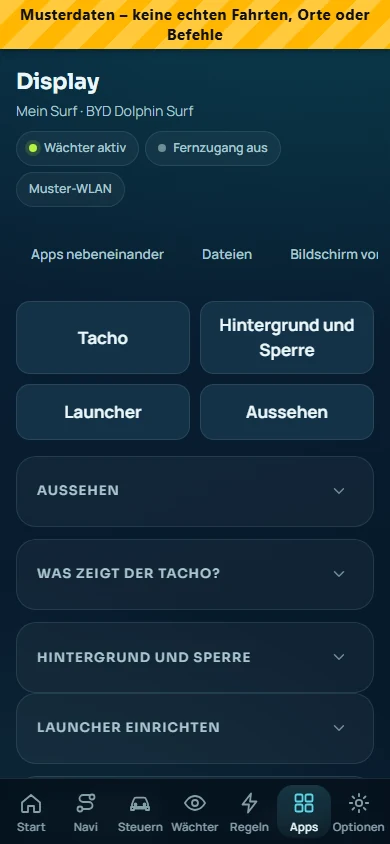 Musterdaten – keine echten Fahrten, Orte oder
Befehle
Display
Mein Surf · BYD Dolphin Surf
Wächter aktiv
Fernzugang aus
Muster-WLAN
Apps nebeneinander
Dateien
Bildschirm vor
Tacho
Hintergrund und
Sperre
Launcher
Aussehen
AUSSEHEN
WAS ZEIGT DER TACHO?
HINTERGRUND UND SPERRE
LAUNCHER EINRICHTEN
Start
Navi
Steuern
Wächter
Regeln
Apps
Optionen